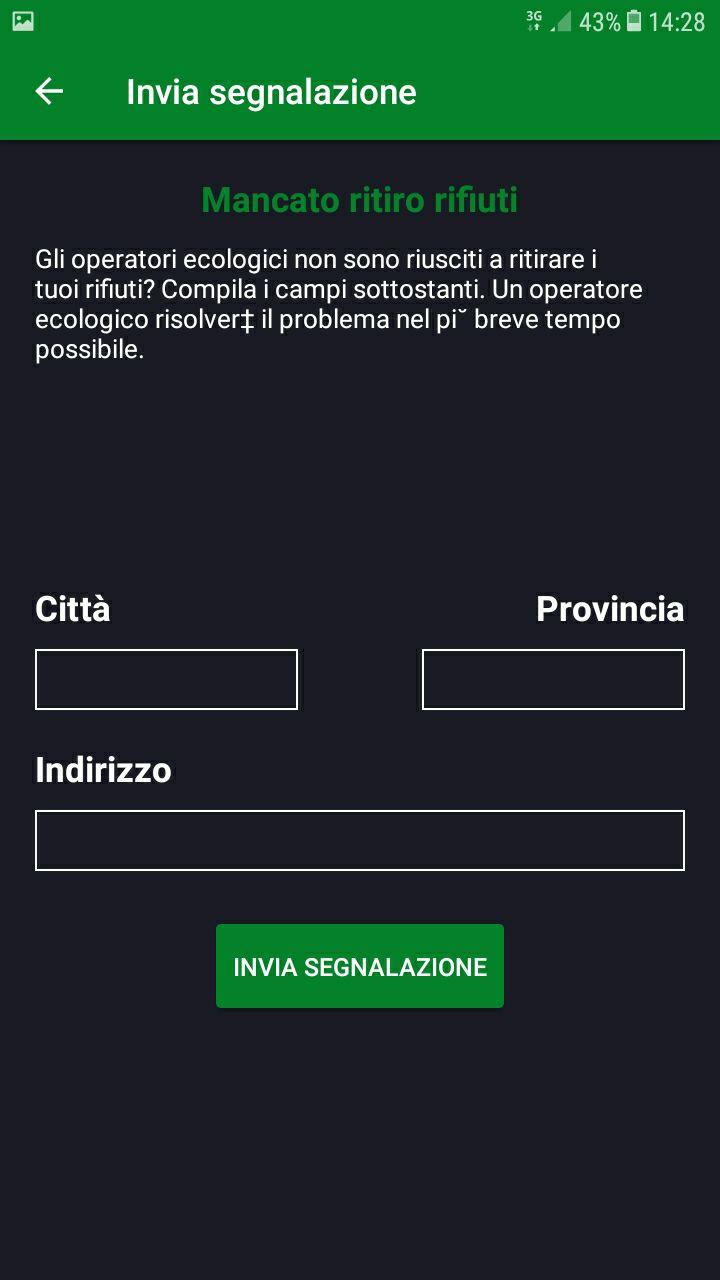 3G 43% 14:28
Invia segnalazione
Mancato ritiro rifiuti
Gli operatori ecologici non sono riusciti a ritirare i
tuoi rifiuti? Compila i campi sottostanti. Un operatore
ecologico risolver‡ il problema nel pi˘ breve tempo
possibile.
Città Provincia
Indirizzo
INVIA SEGNALAZIONE